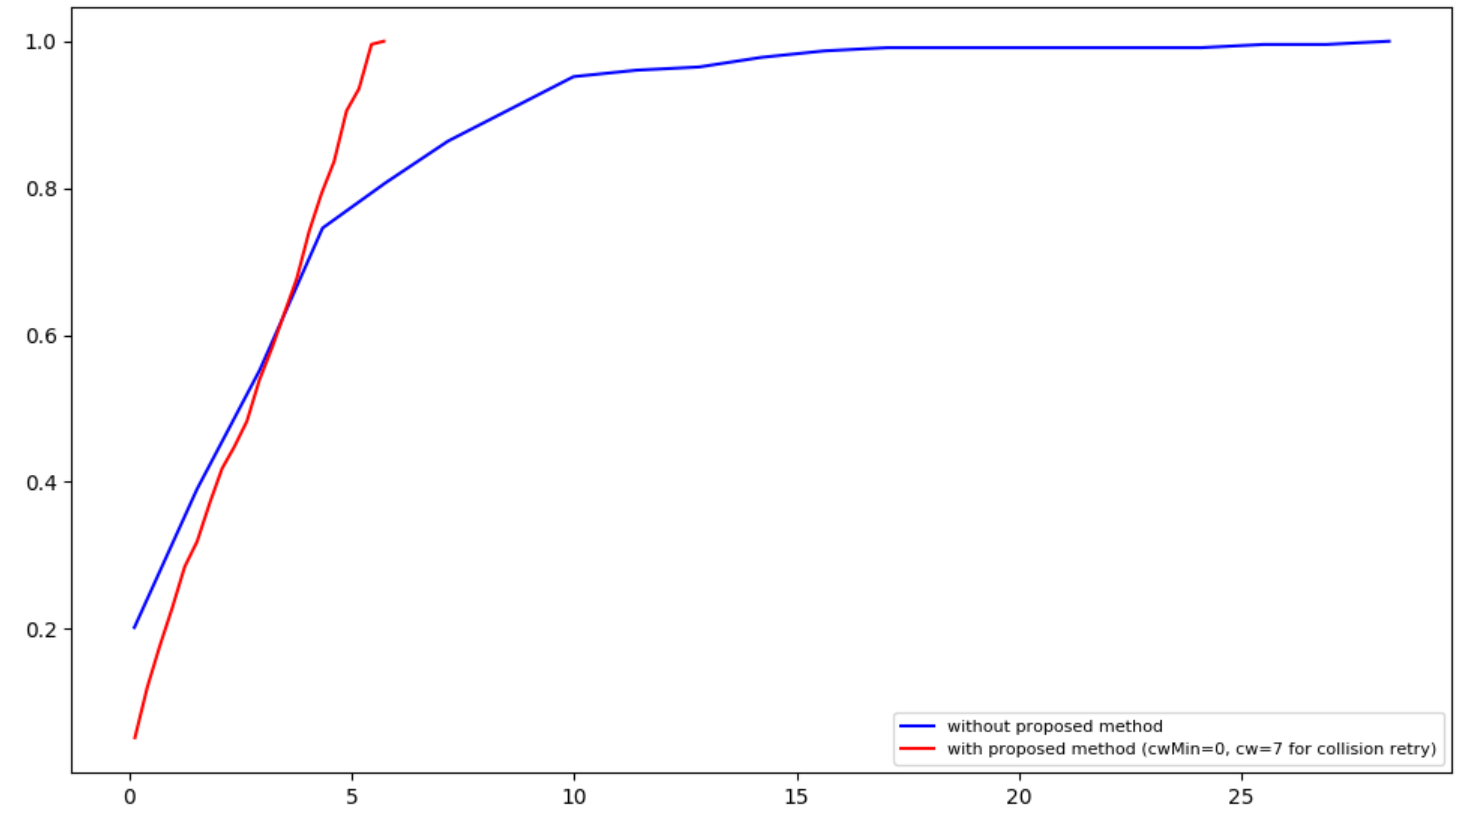 1.0
0.8
0.6
0.4
0.2
0 5 10 15 20 25
without proposed method
with proposed method (cwMin=0, cw=7 for collision retry)